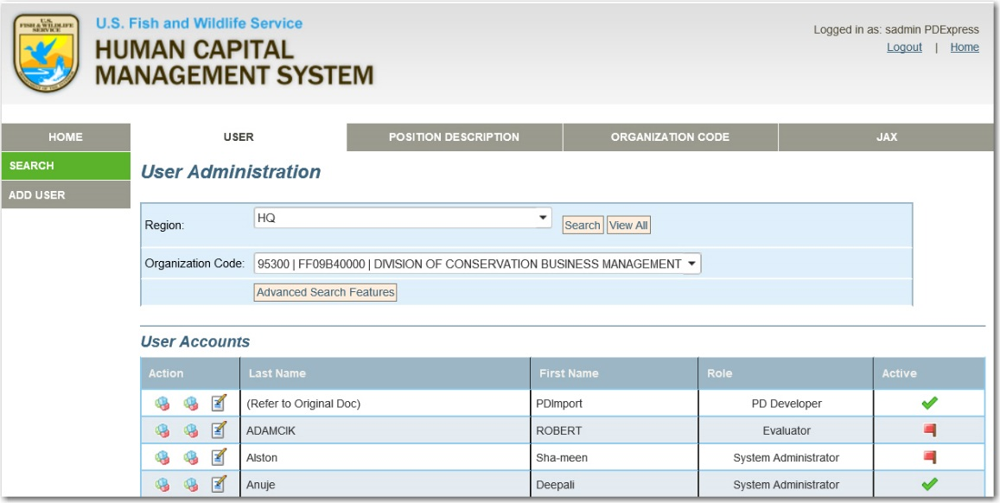 U.S.
FISH & WILDLIFE
SERVICE
U.S. Fish and Wildlife Service
HUMAN CAPITAL
MANAGEMENT SYSTEM
Logged in as: sadmin PDExpress
Logout | Home
HOME USER POSITION DESCRIPTION ORGANIZATION CODE JAX
SEARCH
ADD USER
User Administration
Region: HQ Search View All
Organization Code: 95300 | FF09B40000 | DIVISION OF CONSERVATION BUSINESS MANAGEMENT
Advanced Search Features
User Accounts
Action Last Name First Name Role Active
(Refer to Original Doc) PDImport PD Developer
ADAMCIK ROBERT Evaluator
Alston Sha-meen System Administrator
Anuje Deepali System Administrator